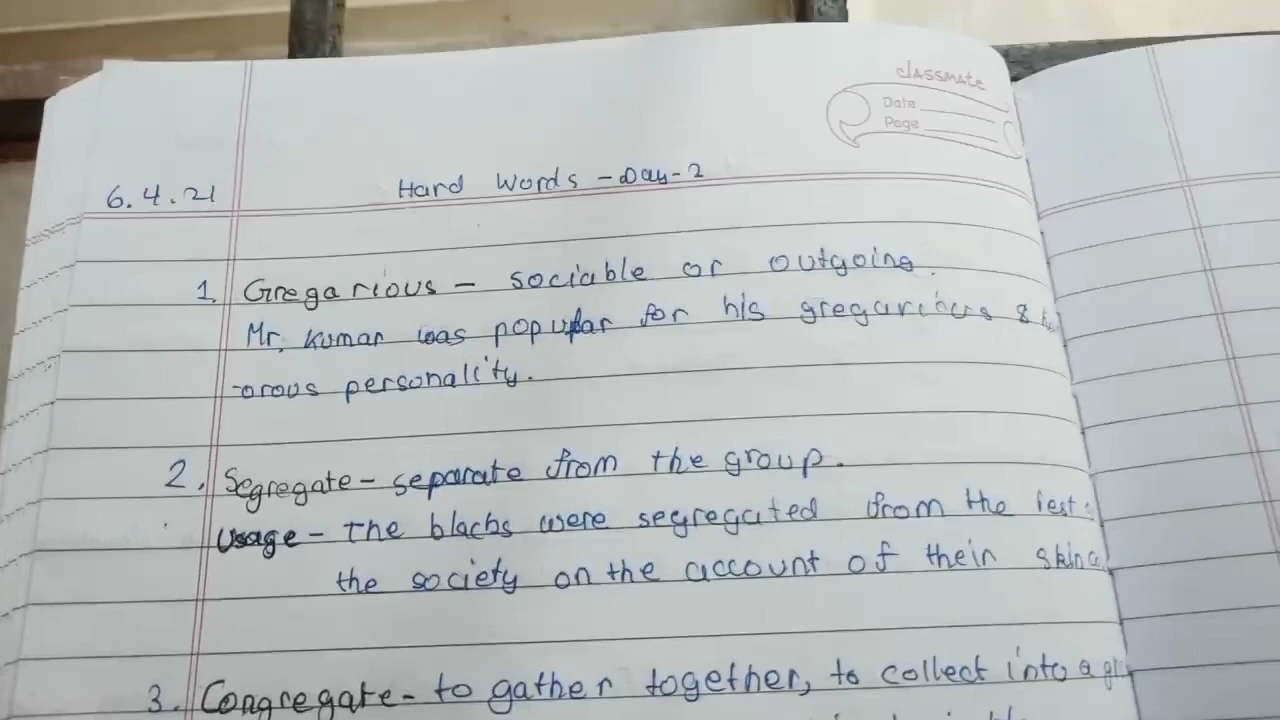 classmate
Date
Page
6.4.21 Hard Words - Day - 2
1. Gregarious - sociable or outgoing.
Mr. Kumar was popular for his gregarious &
-orous personality.
2. Segregate - separate from the group.
Usage - The blacks were segregated from the rest
the society on the account of their skin
3. Congregate - to gather together, to collect into a